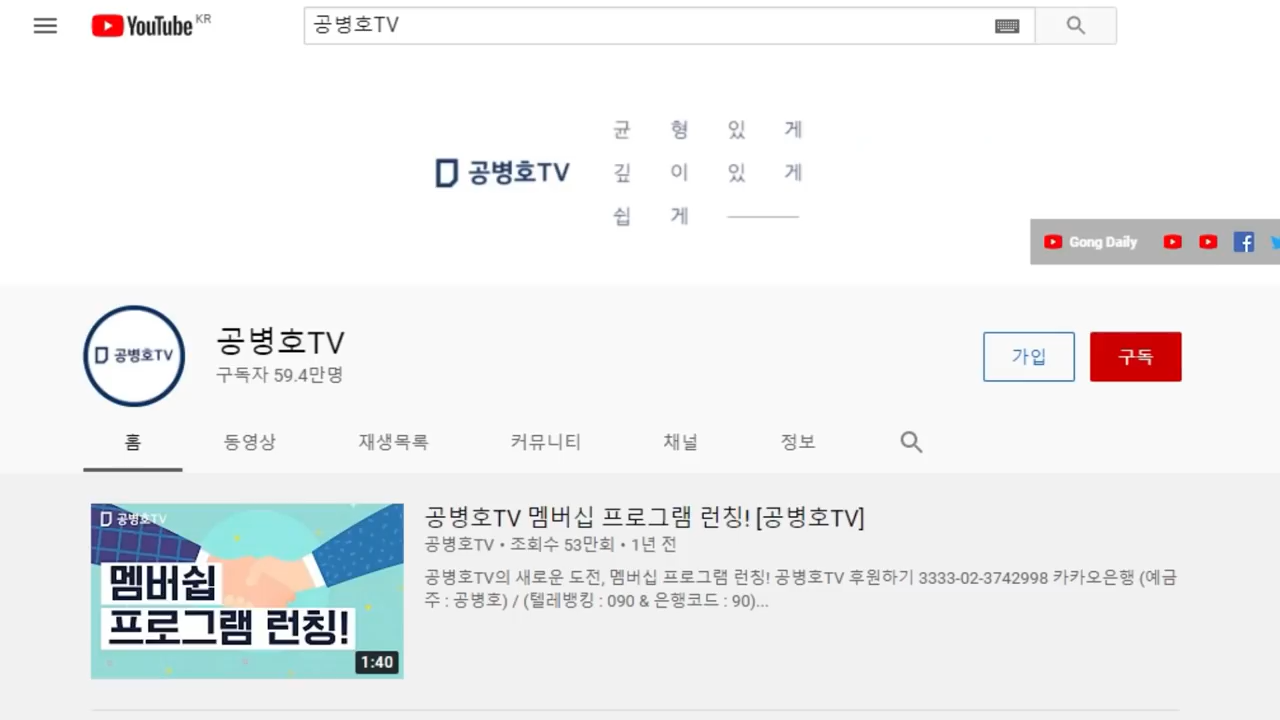 YouTube KR
공병호TV
균 형 있 게
공병호TV
깊 이 있 게
쉽 게
Gong Daily
공병호TV
공병호TV
구독자 59.4만명
가입
구독
홈
동영상
재생목록
커뮤니티
채널
정보
공병호TV
멤버쉽
프로그램 런칭!
1:40
공병호TV 멤버십 프로그램 런칭! [공병호TV]
공병호TV • 조회수 53만회 • 1년 전
공병호TV의 새로운 도전, 멤버십 프로그램 런칭! 공병호TV 후원하기 3333-02-3742998 카카오은행 (예금
주 : 공병호) / (텔레뱅킹 : 090 & 은행코드 : 90)...